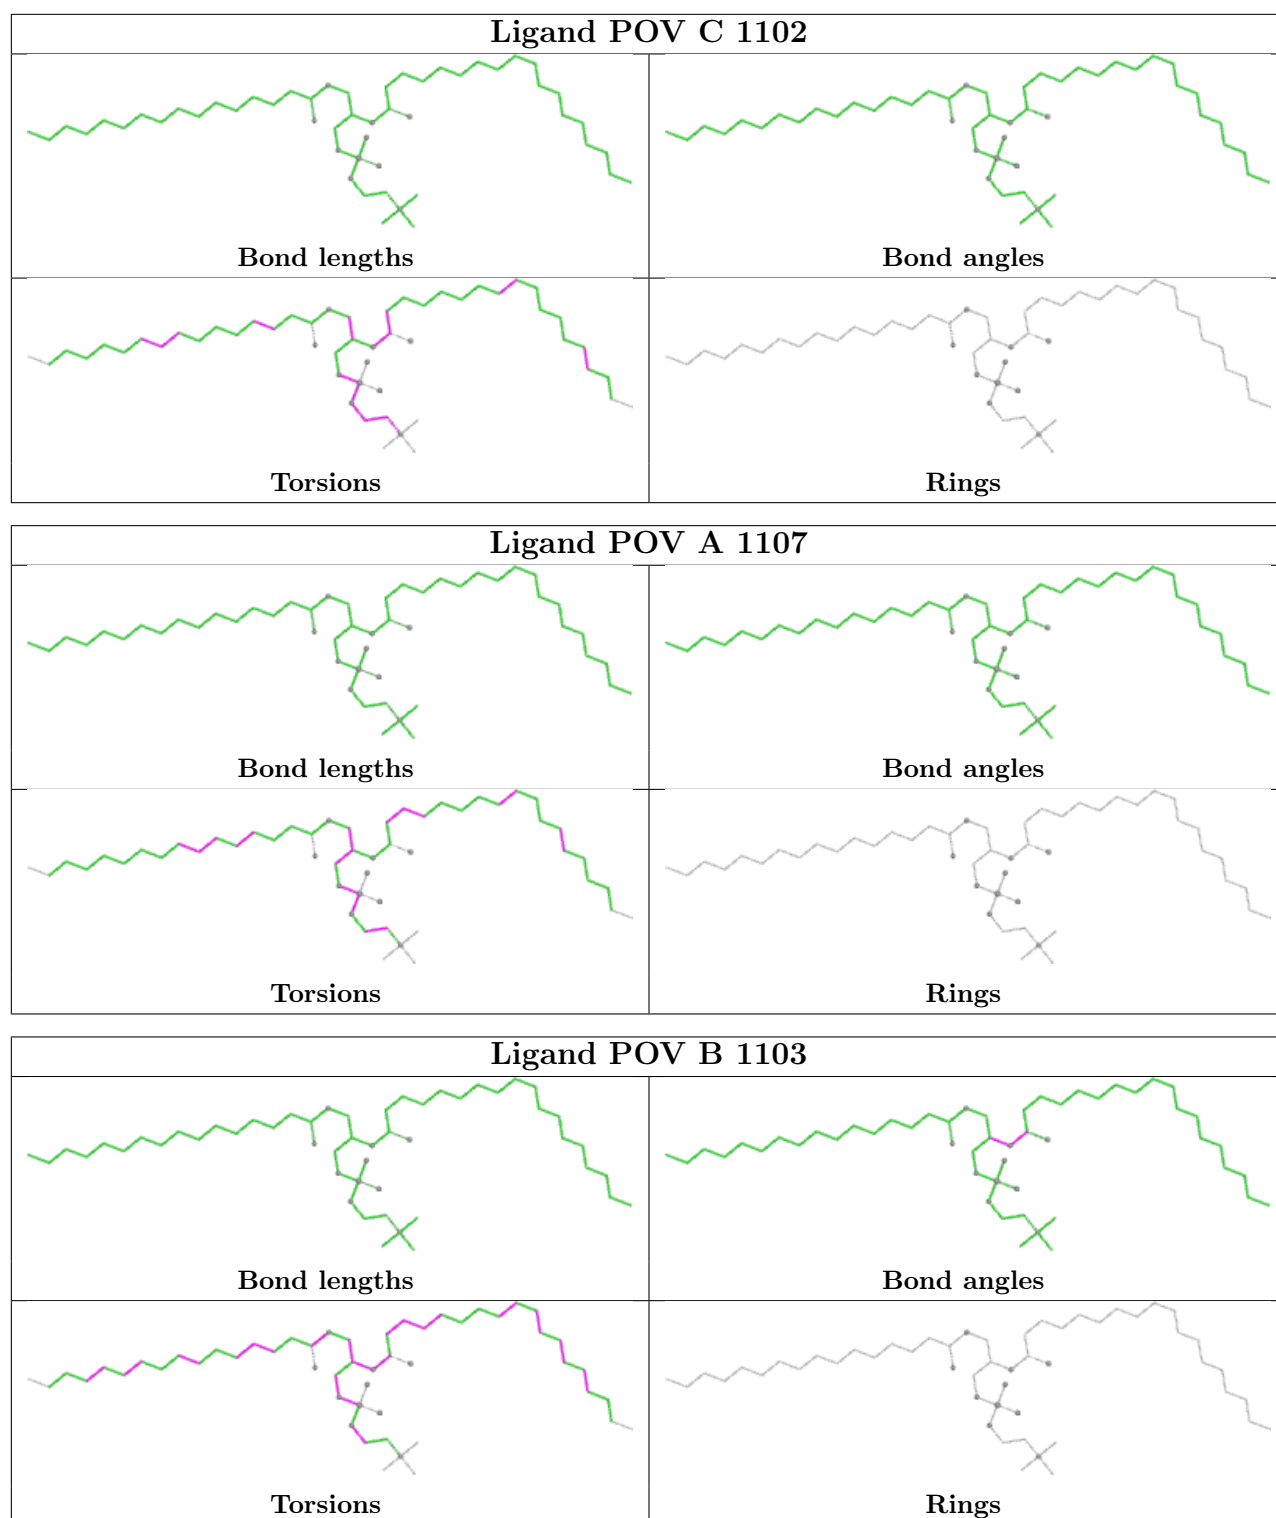 Ligand POV C 1102
Bond lengths
Bond angles
Torsions
Rings
Ligand POV A 1107
Bond lengths
Bond angles
Torsions
Rings
Ligand POV B 1103
Bond lengths
Bond angles
Torsions
Rings